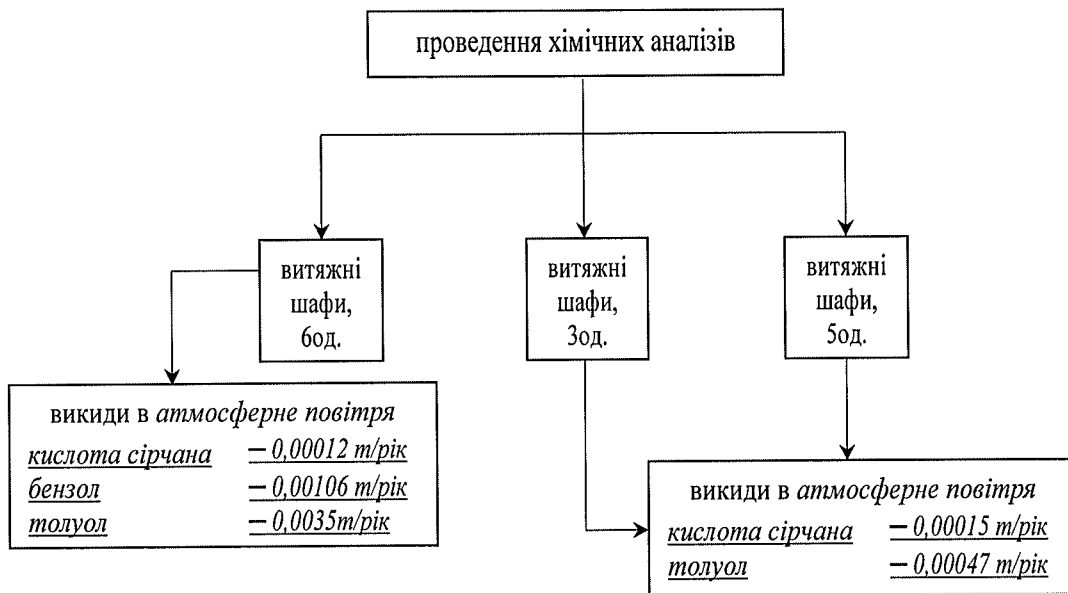 проведення хімічних аналізів
витяжні
шафи,
6од.
витяжні
шафи,
3од.
витяжні
шафи,
5од.
викиди в атмосферне повітря
кислота сірчана – 0,00012 т/рік
бензол – 0,00106 т/рік
толуол – 0,0035т/рік
викиди в атмосферне повітря
кислота сірчана – 0,00015 т/рік
толуол – 0,00047 т/рік